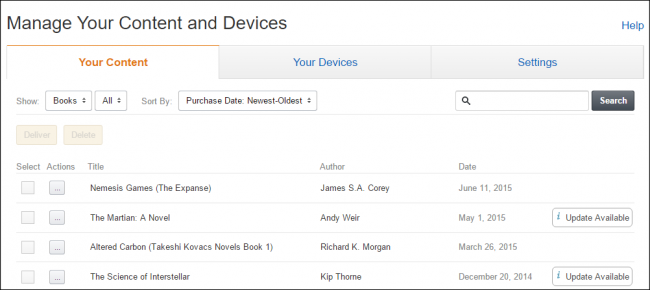 Manage Your Content and Devices
Help
Your Content Your Devices Settings
Show: Books All Sort By: Purchase Date: Newest-Oldest Search
Deliver Delete
Select Actions Title Author Date
... Nemesis Games (The Expanse) James S.A. Corey June 11, 2015
... The Martian: A Novel Andy Weir May 1, 2015 i Update Available
... Altered Carbon (Takeshi Kovacs Novels Book 1) Richard K. Morgan March 26, 2015
... The Science of Interstellar Kip Thorne December 20, 2014 i Update Available